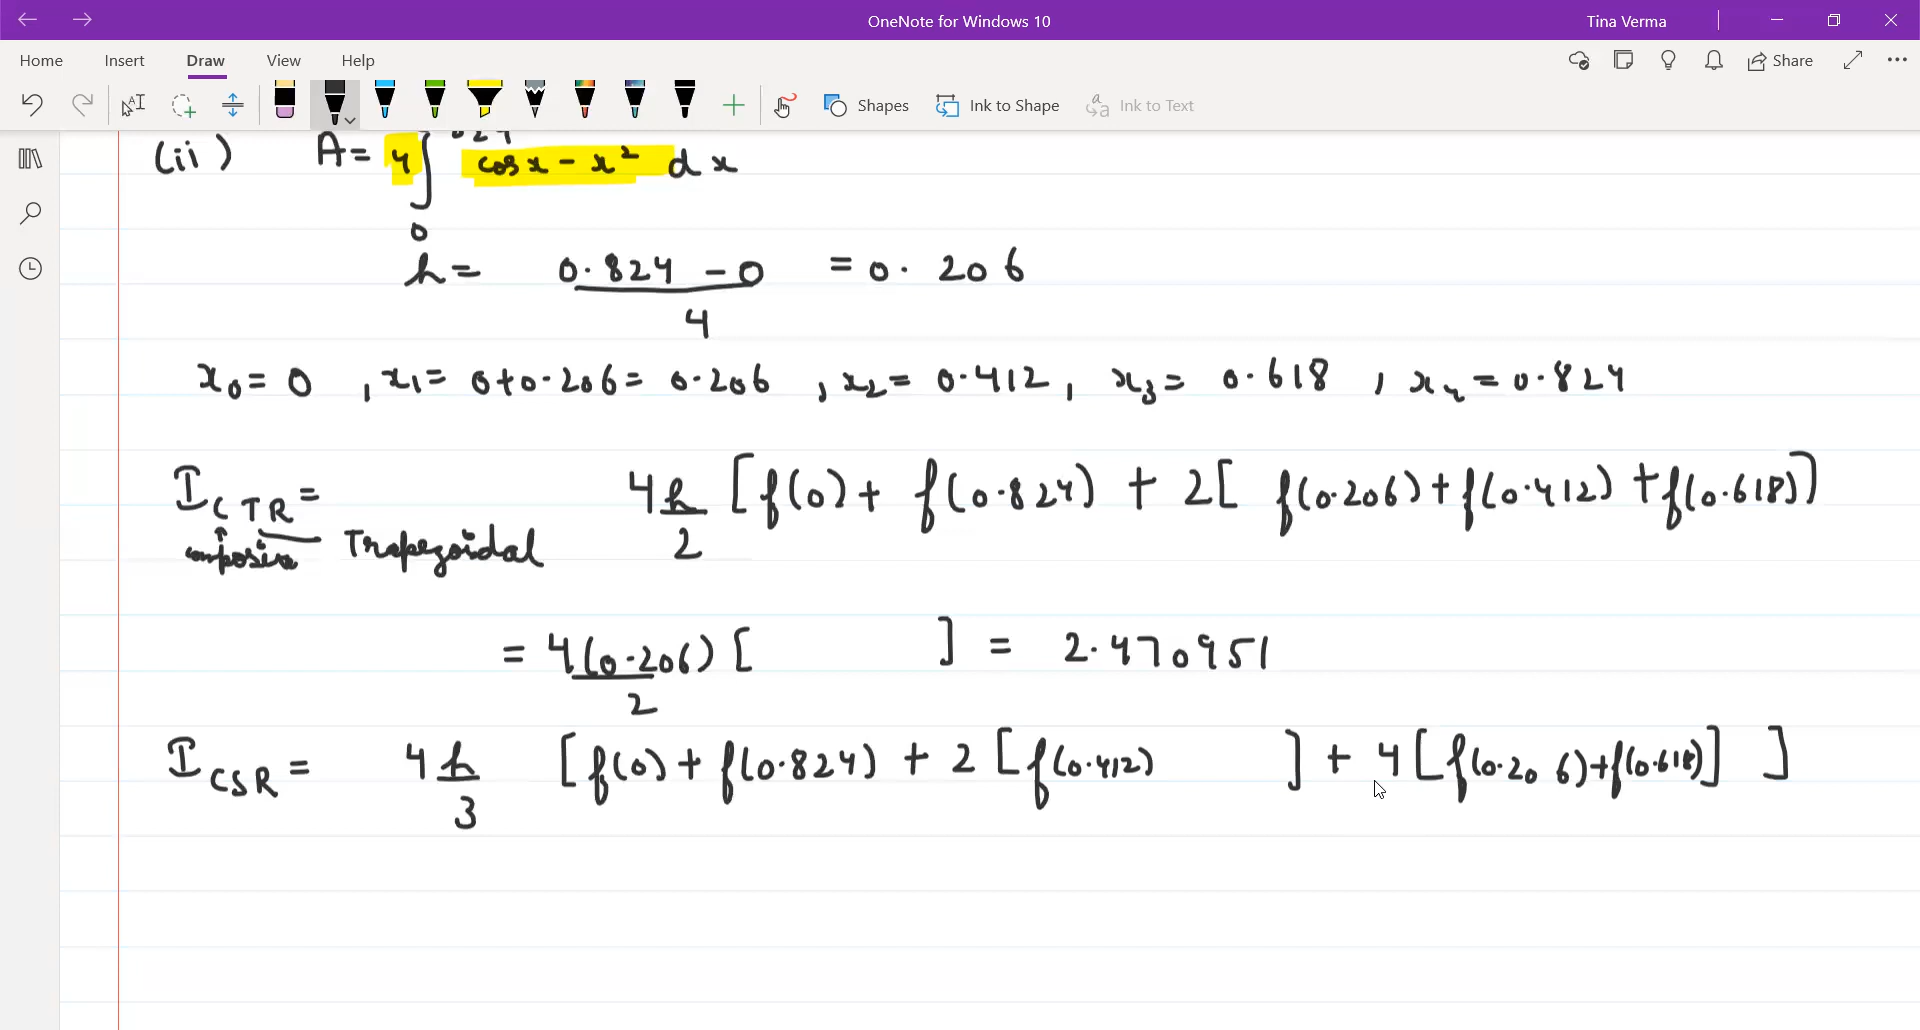 OneNote for Windows 10
Tina Verma
Home Insert Draw View Help
Share
Shapes Ink to Shape Ink to Text
(ii) A = 4∫ cos x - x² dx
0
h = 0.824 - 0 = 0.206
4
x₀ = 0 , x₁ = 0+0.206 = 0.206 , x₂ = 0.412 , x₃ = 0.618 , x₄ = 0.824
I CTR = 4h [f(0) + f(0.824) + 2[ f(0.206) + f(0.412) + f(0.618)]
composite Trapezoidal 2
= 4(0.206) [ ] = 2.470951
2
I CSR = 4h [f(0) + f(0.824) + 2 [f(0.412) ] + 4 [f(0.206) + f(0.618)] ]
3